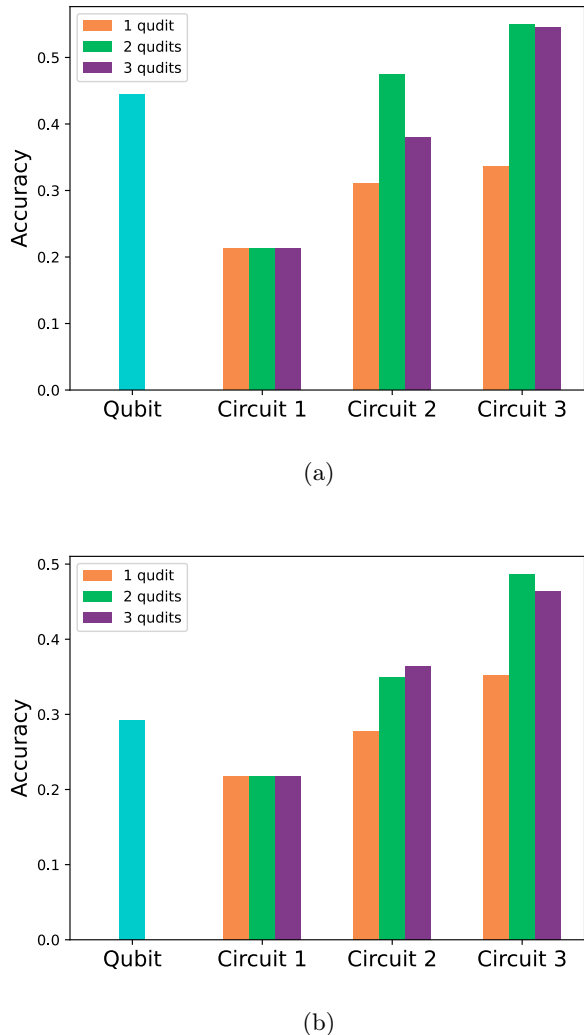 1 qudit
2 qudits
3 qudits
Accuracy
0.5
0.4
0.3
0.2
0.1
0.0
Qubit Circuit 1 Circuit 2 Circuit 3
(a)
0.5
1 qudit
2 qudits
3 qudits
Accuracy
0.4
0.3
0.2
0.1
0.0
Qubit Circuit 1 Circuit 2 Circuit 3
(b)